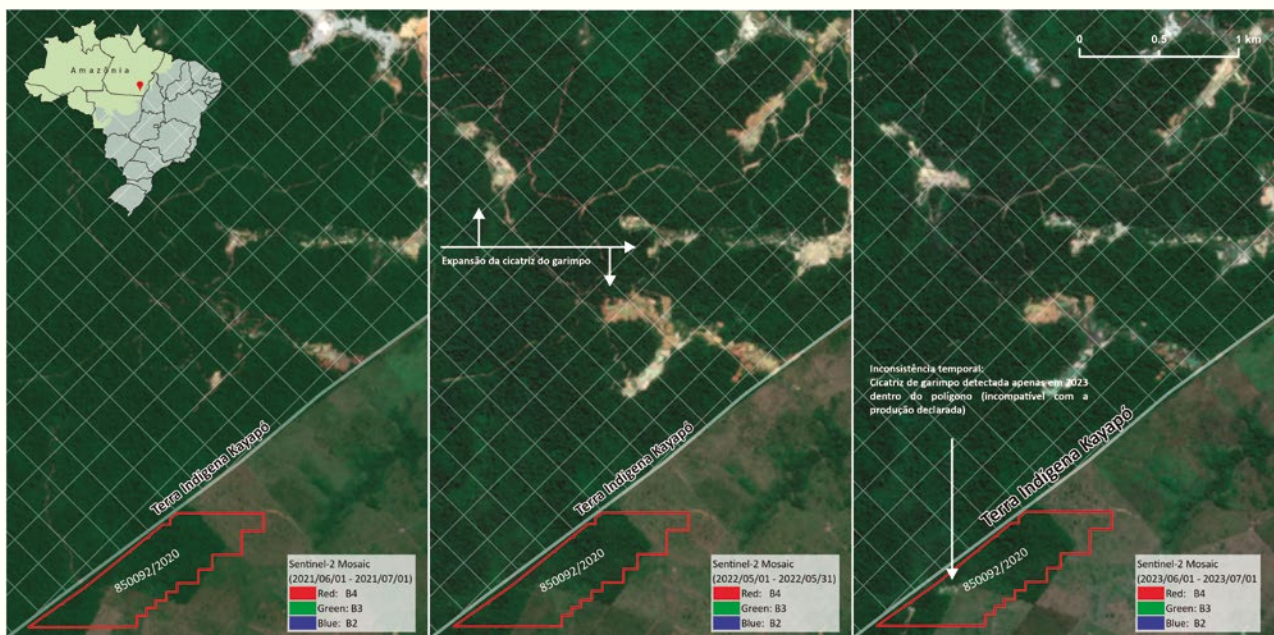 Amazônia
Terra Indígena Kayapó
850092/2020
Sentinel-2 Mosaic
(2021/06/01 - 2021/07/01)
Red: B4
Green: B3
Blue: B2
Expansão da cicatriz do garimpo
Terra Indígena Kayapó
850092/2020
Sentinel-2 Mosaic
(2022/05/01 - 2022/05/31)
Red: B4
Green: B3
Blue: B2
0 0.5 1 km
Inconsistência temporal:
Cicatriz de garimpo detectada apenas em 2023
dentro do polígono (incompatível com a
produção declarada)
Terra Indígena Kayapó
850092/2020
Sentinel-2 Mosaic
(2023/06/01 - 2023/07/01)
Red: B4
Green: B3
Blue: B2